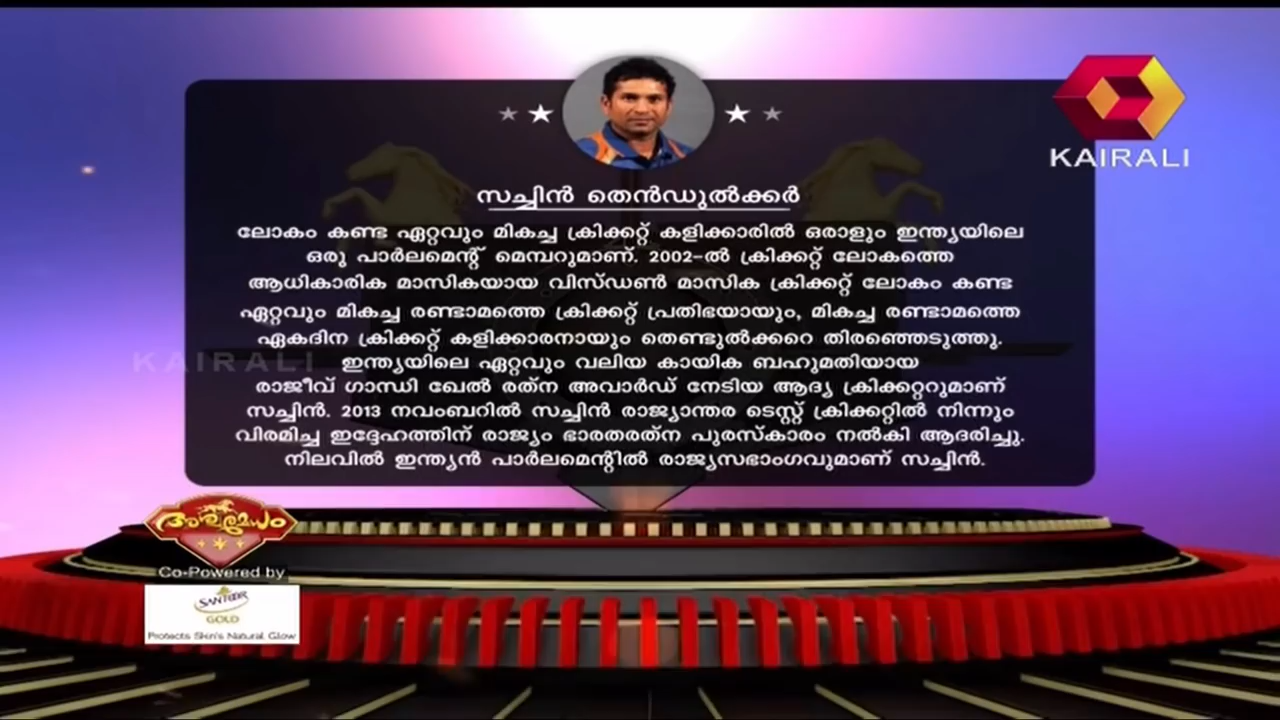 KAIRALI
സച്ചിൻ തെൻഡുൽക്കർ
ലോകം കണ്ട ഏറ്റവും മികച്ച ക്രിക്കറ്റ് കളിക്കാരിൽ ഒരാളും ഇന്ത്യയിലെ
ഒരു പാർലമെന്റ് മെമ്പറുമാണ്. 2002-ൽ ക്രിക്കറ്റ് ലോകത്തെ
ആധികാരിക മാസികയായ വിസ്ഡൺ മാസിക ക്രിക്കറ്റ് ലോകം കണ്ട
ഏറ്റവും മികച്ച രണ്ടാമത്തെ ക്രിക്കറ്റ് പ്രതിഭയായും, മികച്ച രണ്ടാമത്തെ
ഏകദിന ക്രിക്കറ്റ് കളിക്കാരനായും തെണ്ടുൽക്കറെ തിരഞ്ഞെടുത്തു.
KAIRALI
ഇന്ത്യയിലെ ഏറ്റവും വലിയ കായിക ബഹുമതിയായ
രാജീവ് ഗാന്ധി ഖേൽ രത്ന അവാർഡ് നേടിയ ആദ്യ ക്രിക്കറ്ററുമാണ്
സച്ചിൻ. 2013 നവംബറിൽ സച്ചിൻ രാജ്യാന്തര ടെസ്റ്റ് ക്രിക്കറ്റിൽ നിന്നും
വിരമിച്ച ഇദ്ദേഹത്തിന് രാജ്യം ഭാരതരത്ന പുരസ്കാരം നൽകി ആദരിച്ചു.
നിലവിൽ ഇന്ത്യൻ പാർലമെന്റിൽ രാജ്യസഭാംഗവുമാണ് സച്ചിൻ.
അശ്വമേധം
Co-Powered by
SANTOOR
GOLD
Protects Skin's Natural Glow